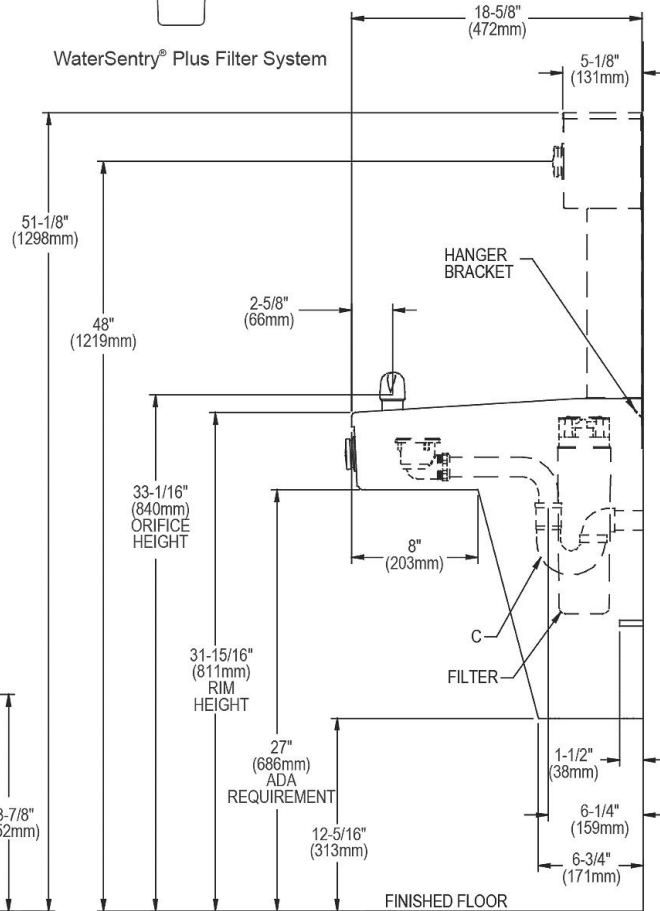 18-5/8"
(472mm)
WaterSentry® Plus Filter System
5-1/8"
(131mm)
51-1/8"
(1298mm)
HANGER
BRACKET
2-5/8"
(66mm)
48"
(1219mm)
33-1/16"
(840mm)
ORIFICE
HEIGHT
8"
(203mm)
C
31-15/16"
(811mm)
RIM
HEIGHT
FILTER
27"
(686mm)
ADA
REQUIREMENT
1-1/2"
(38mm)
-7/8"
52mm)
12-5/16"
(313mm)
6-1/4"
(159mm)
6-3/4"
(171mm)
FINISHED FLOOR